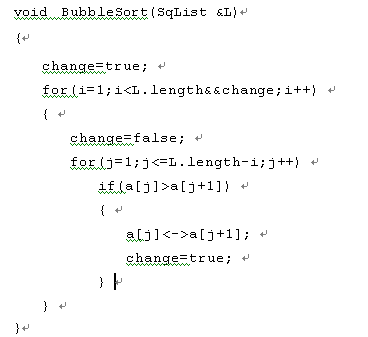 void  BubbleSort(SqList &L)↵
{↵
change=true; ↵
for(i=1;i<L.length&&change;i++) ↵
{ ↵
change=false; ↵
for(j=1;j<=L.length-i;j++) ↵
if(a[j]>a[j+1]) ↵
{ ↵
a[j]<->a[j+1]; ↵
change=true; ↵
} ↵
} ↵
}↵